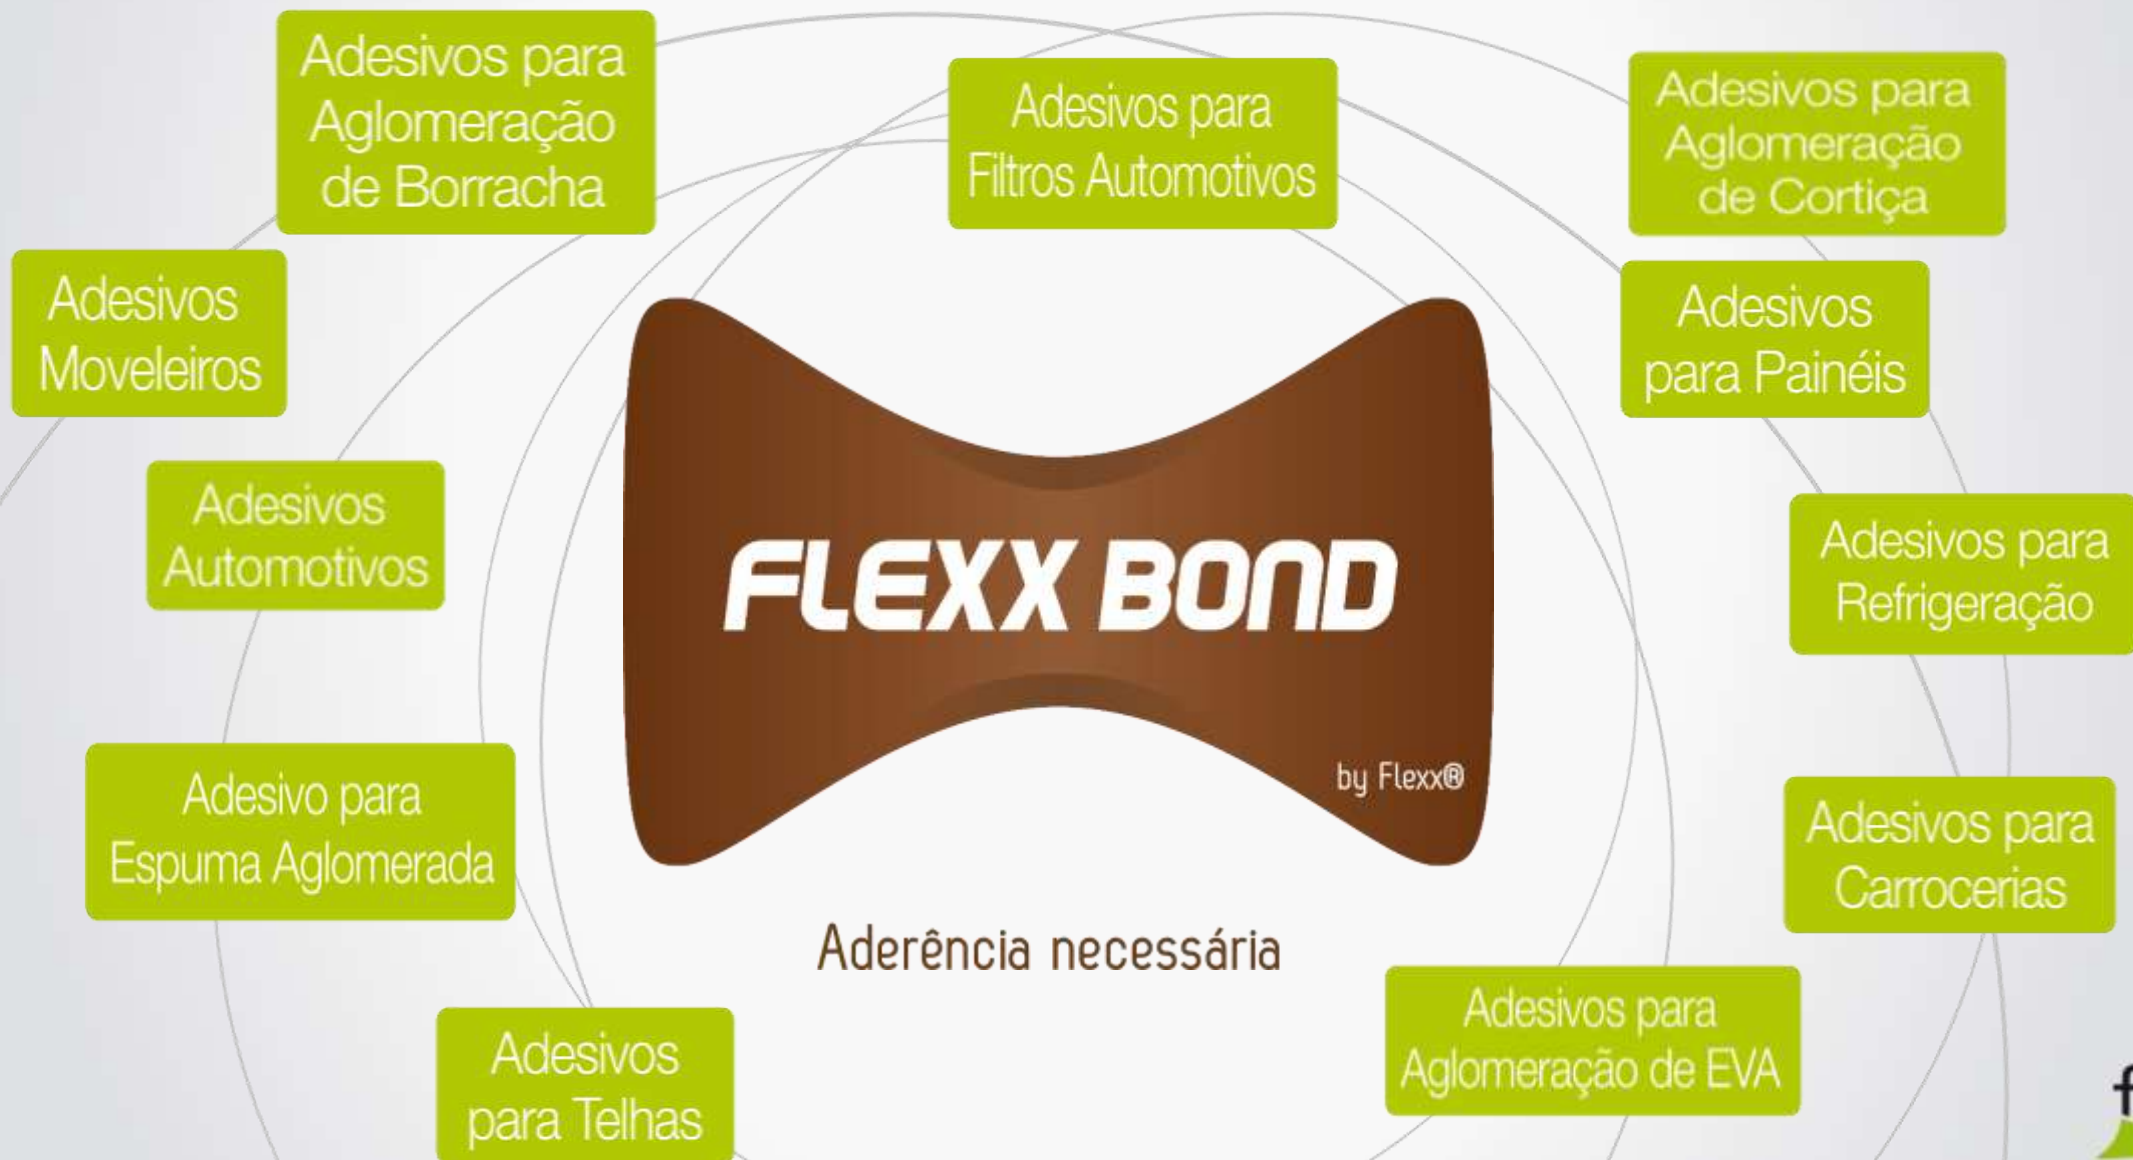 Adesivos para
Aglomeração
de Borracha
Adesivos para
Filtros Automotivos
Adesivos para
Aglomeração
de Cortiça
Adesivos
Moveleiros
Adesivos
para Painéis
Adesivos
Automotivos
FLEXX BOND
by Flexx®
Adesivos para
Refrigeração
Adesivo para
Espuma Aglomerada
Adesivos para
Carrocerias
Aderência necessária
Adesivos
para Telhas
Adesivos para
Aglomeração de EVA